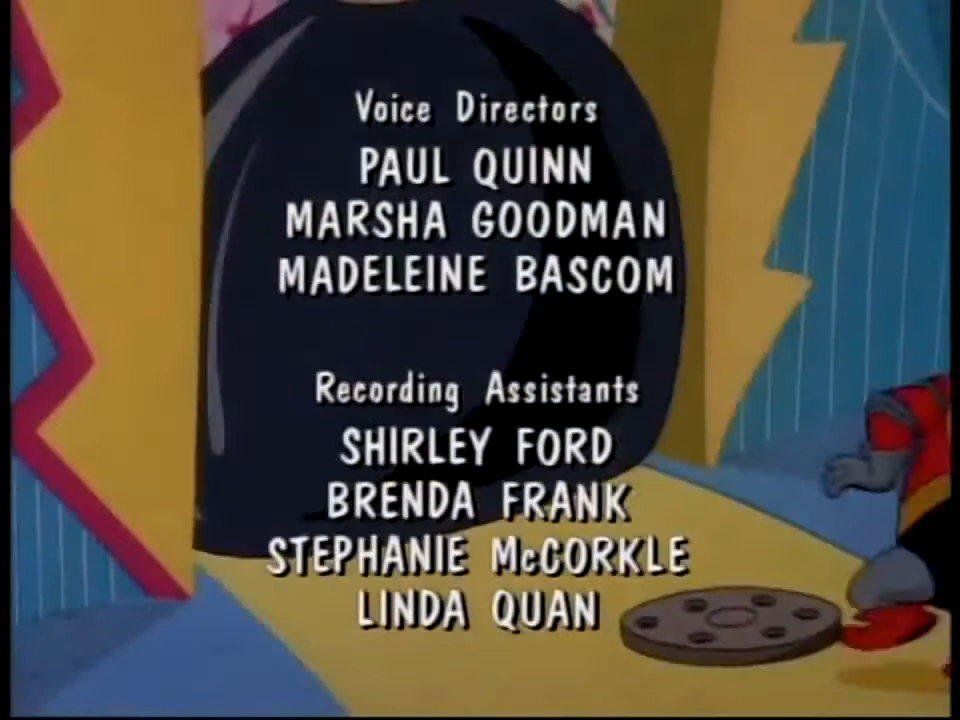 Voice Directors
PAUL QUINN
MARSHA GOODMAN
MADELEINE BASCOM
Recording Assistants
SHIRLEY FORD
BRENDA FRANK
STEPHANIE McCORKLE
LINDA QUAN